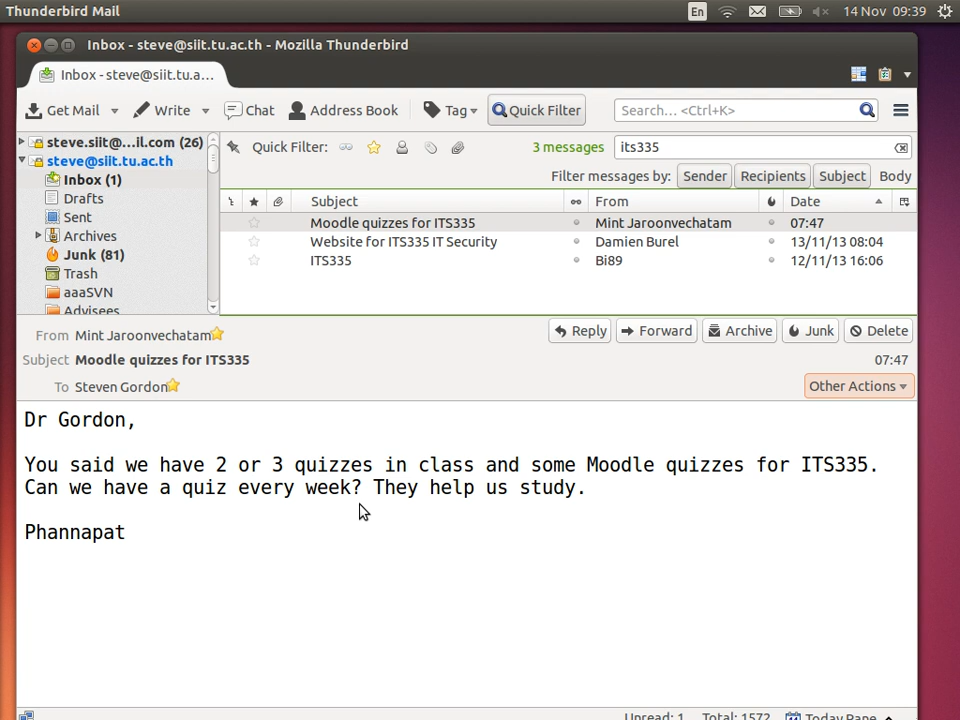 Thunderbird Mail En 14 Nov 09:39
Inbox - steve@siit.tu.ac.th - Mozilla Thunderbird
Inbox - steve@siit.tu.a...
Get Mail Write Chat Address Book Tag Quick Filter Search... <Ctrl+K>
steve.siit@...il.com (26)
steve@siit.tu.ac.th
Inbox (1)
Drafts
Sent
Archives
Junk (81)
Trash
aaaSVN
Advisees
Quick Filter: 3 messages its335
Filter messages by: Sender Recipients Subject Body
Subject From Date
Moodle quizzes for ITS335 Mint Jaroonvechatam 07:47
Website for ITS335 IT Security Damien Burel 13/11/13 08:04
ITS335 Bi89 12/11/13 16:06
From Mint Jaroonvechatam Reply Forward Archive Junk Delete
Subject Moodle quizzes for ITS335 07:47
To Steven Gordon Other Actions
Dr Gordon,
You said we have 2 or 3 quizzes in class and some Moodle quizzes for ITS335.
Can we have a quiz every week? They help us study.
Phannapat
Unread: 1 Total: 1572 Today Pane